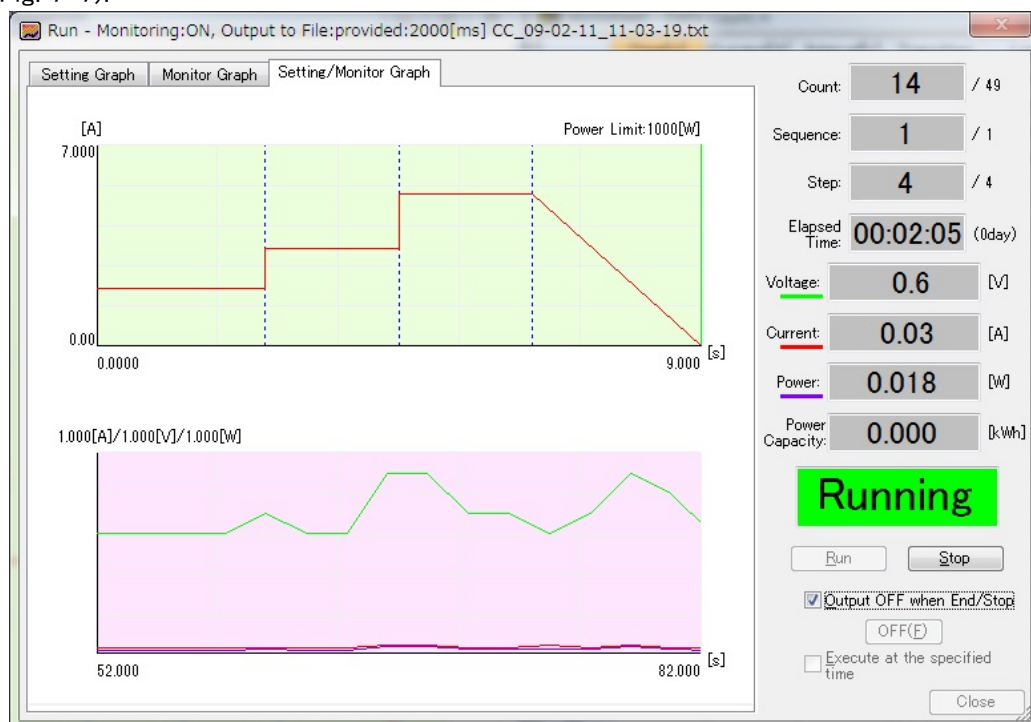 Run - Monitoring:ON, Output to File:provided:2000[ms] CC_09-02-11_11-03-19.txt
Setting Graph
Monitor Graph
Setting/Monitor Graph
[A]
Power Limit:1000[W]
7.000
0.00
0.0000
9.000
[s]
1.000[A]/1.000[V]/1.000[W]
52.000
82.000
[s]
Count:
14
/ 49
Sequence:
1
/ 1
Step:
4
/ 4
Elapsed
Time:
00:02:05
(0day)
Voltage:
0.6
[V]
Current:
0.03
[A]
Power:
0.018
[W]
Power
Capacity:
0.000
[kWh]
Running
Run
Stop
Output OFF when End/Stop
OFF(F)
Execute at the specified
time
Close